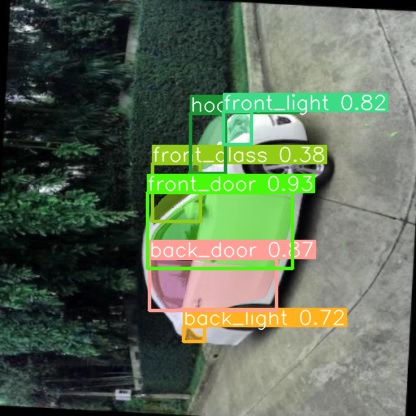 hoo
front_light 0.82
front_glass 0.38
front_door 0.93
back_door 0.87
back_light 0.72